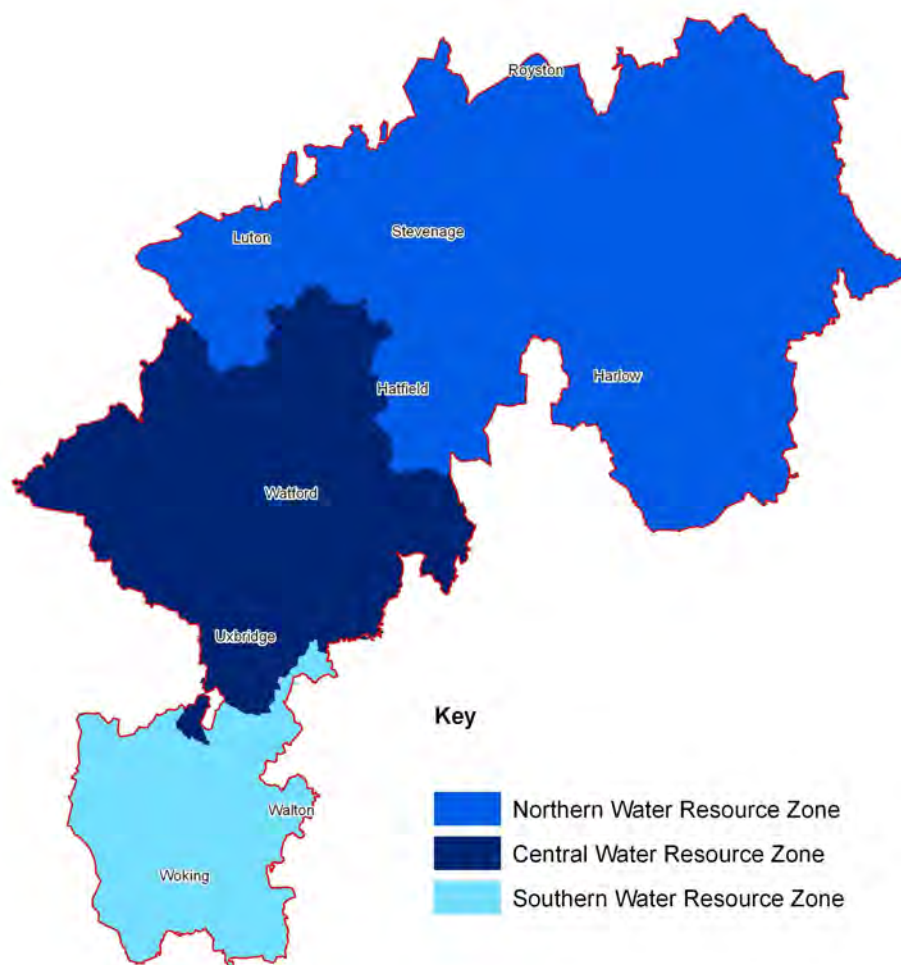 Royston
Luton
Stevenage
Hatfield
Harlow
Watford
Uxbridge
Walton
Woking
Key
Northern Water Resource Zone
Central Water Resource Zone
Southern Water Resource Zone